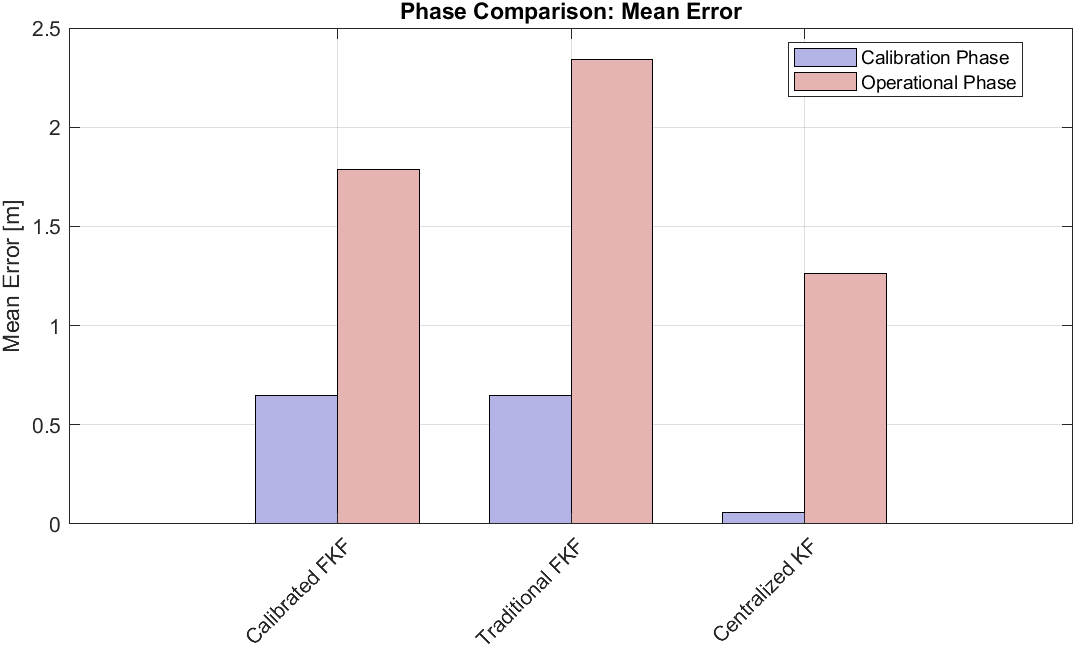 Phase Comparison: Mean Error
Calibration Phase
Operational Phase
Mean Error [m]
2.5
2
1.5
1
0.5
0
Calibrated FKF
Traditional FKF
Centralized KF